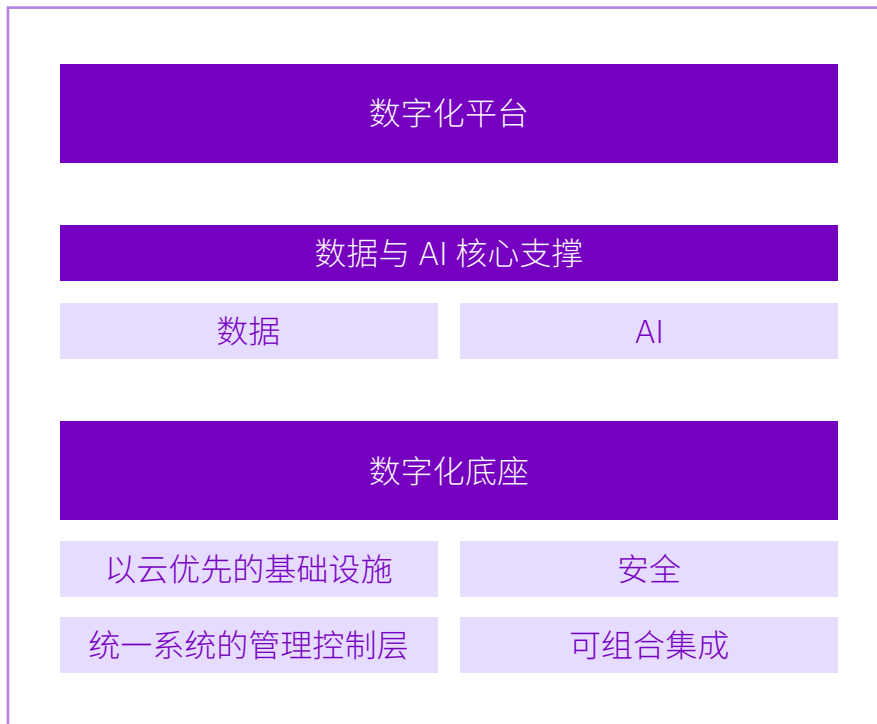 数字化平台
数据与 AI 核心支撑
数据
AI
数字化底座
以云优先的基础设施
安全
统一系统的管理控制层
可组合集成